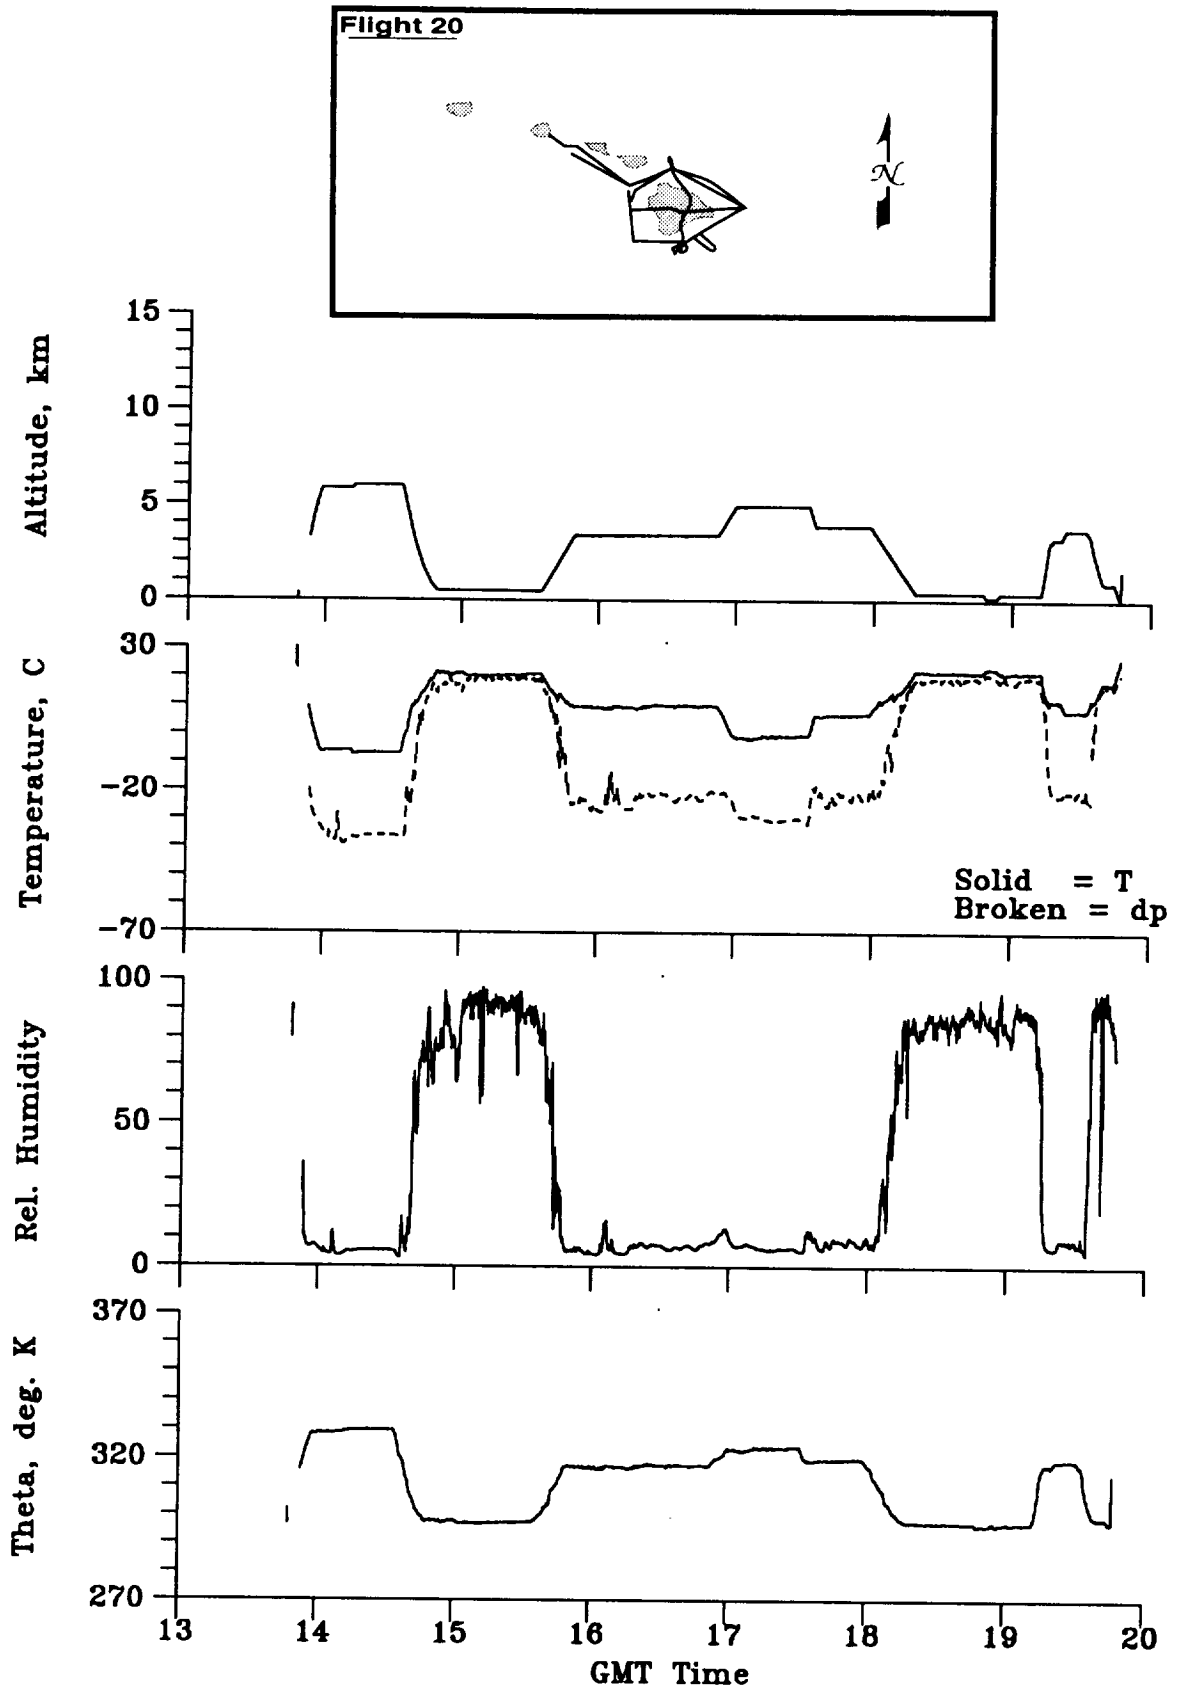 Flight 20
N
15
10
5
0
Altitude, km
30
-20
-70
Temperature, C
Solid = T
Broken = dp
100
50
0
Rel. Humidity
370
320
270
Theta, deg. K
13 14 15 16 17 18 19 20
GMT Time